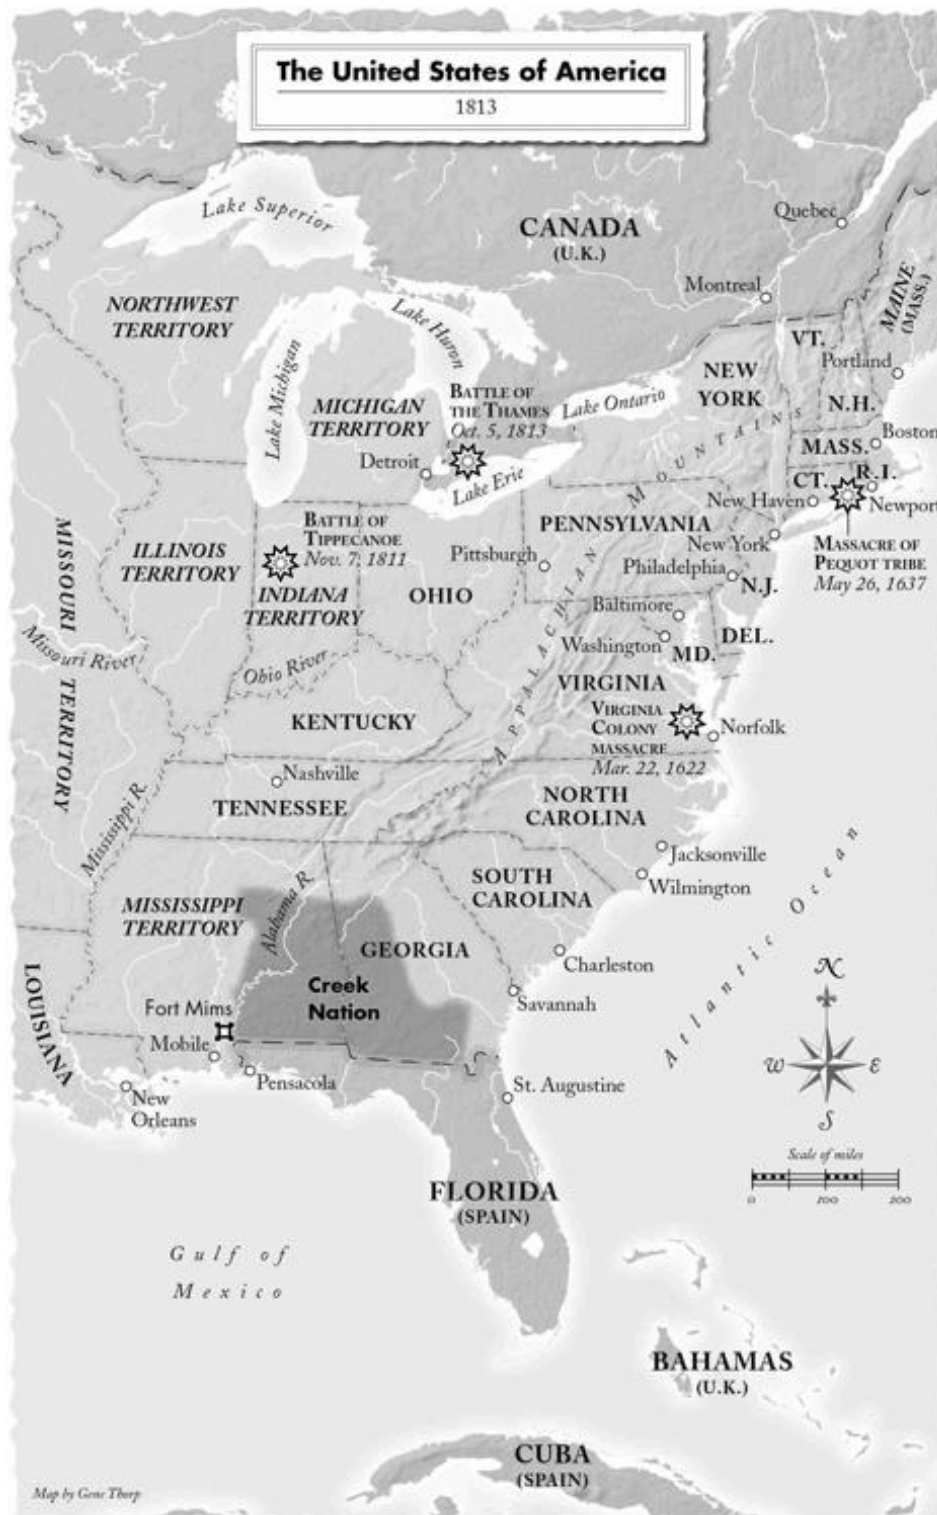 The United States of America
1813
Lake Superior
CANADA
(U.K.)
Quebec
Montreal
MAINE
(MASS.)
NORTHWEST
TERRITORY
Lake Michigan
Lake Huron
VT.
Portland
NEW
YORK
N.H.
MICHIGAN
TERRITORY
BATTLE OF
THE THAMES
Oct. 5, 1813
Lake Ontario
Boston
MASS.
Detroit
Lake Erie
CT.
R.I.
New Haven
Newport
APPALACHIAN MOUNTAINS
BATTLE OF
TIPPECANOE
Nov. 7, 1811
PENNSYLVANIA
New York
MASSACRE OF
PEQUOT TRIBE
May 26, 1637
MISSOURI TERRITORY
ILLINOIS
TERRITORY
INDIANA
TERRITORY
OHIO
Pittsburgh
Philadelphia
N.J.
Baltimore
Washington
MD.
DEL.
Missouri River
Ohio River
VIRGINIA
VIRGINIA
COLONY
MASSACRE
Mar. 22, 1622
Norfolk
KENTUCKY
Nashville
TENNESSEE
Mississippi R.
NORTH
CAROLINA
Jacksonville
Wilmington
SOUTH
CAROLINA
Atlantic Ocean
MISSISSIPPI
TERRITORY
Alabama R.
GEORGIA
Charleston
Creek
Nation
Savannah
LOUISIANA
Fort Mims
Mobile
Pensacola
St. Augustine
New
Orleans
N
W
E
S
Scale of miles
0 100 200
FLORIDA
(SPAIN)
Gulf of
Mexico
BAHAMAS
(U.K.)
CUBA
(SPAIN)
Map by Gene Thorp